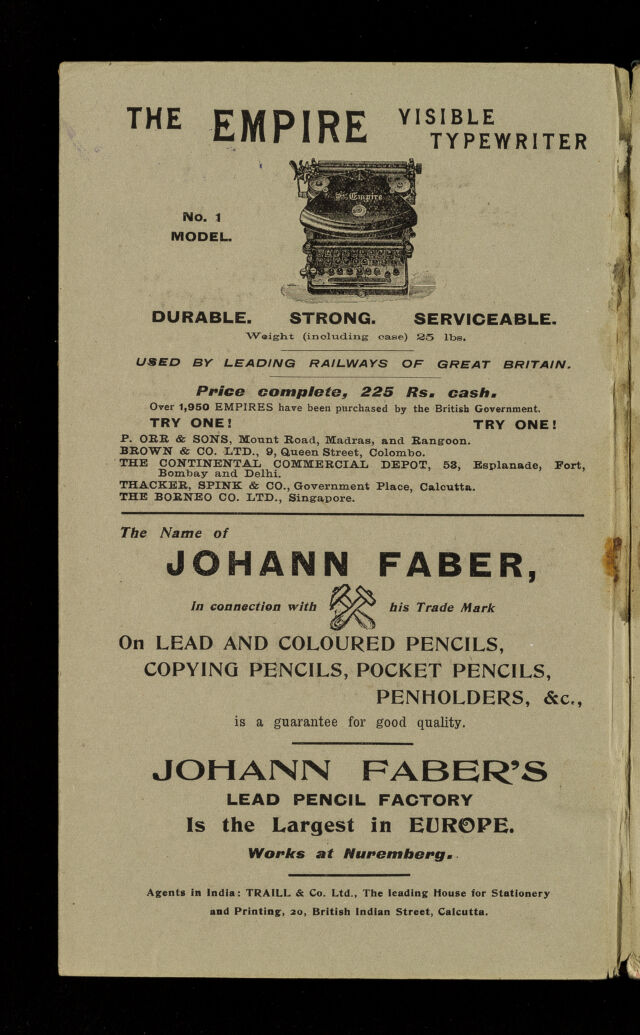 THE EMPIRE VISIBLE
TYPEWRITER
The Empire
No. 1
MODEL.
DURABLE. STRONG. SERVICEABLE.
Weight (including case) 25 lbs.
USED BY LEADING RAILWAYS OF GREAT BRITAIN.
Price complete, 225 Rs. cash.
Over 1,950 EMPIRES have been purchased by the British Government.
TRY ONE! TRY ONE!
P. ORR & SONS, Mount Road, Madras, and Rangoon.
BROWN & CO. LTD., 9, Queen Street, Colombo.
THE CONTINENTAL COMMERCIAL DEPOT, 53, Esplanade, Fort,
Bombay and Delhi.
THACKER, SPINK & CO., Government Place, Calcutta.
THE BORNEO CO. LTD., Singapore.
The Name of
JOHANN FABER,
In connection with his Trade Mark
On LEAD AND COLOURED PENCILS,
COPYING PENCILS, POCKET PENCILS,
PENHOLDERS, &c.,
is a guarantee for good quality.
JOHANN FABER'S
LEAD PENCIL FACTORY
Is the Largest in EUROPE.
Works at Nuremberg.
Agents in India: TRAILL & Co. Ltd., The leading House for Stationery
and Printing, 20, British Indian Street, Calcutta.